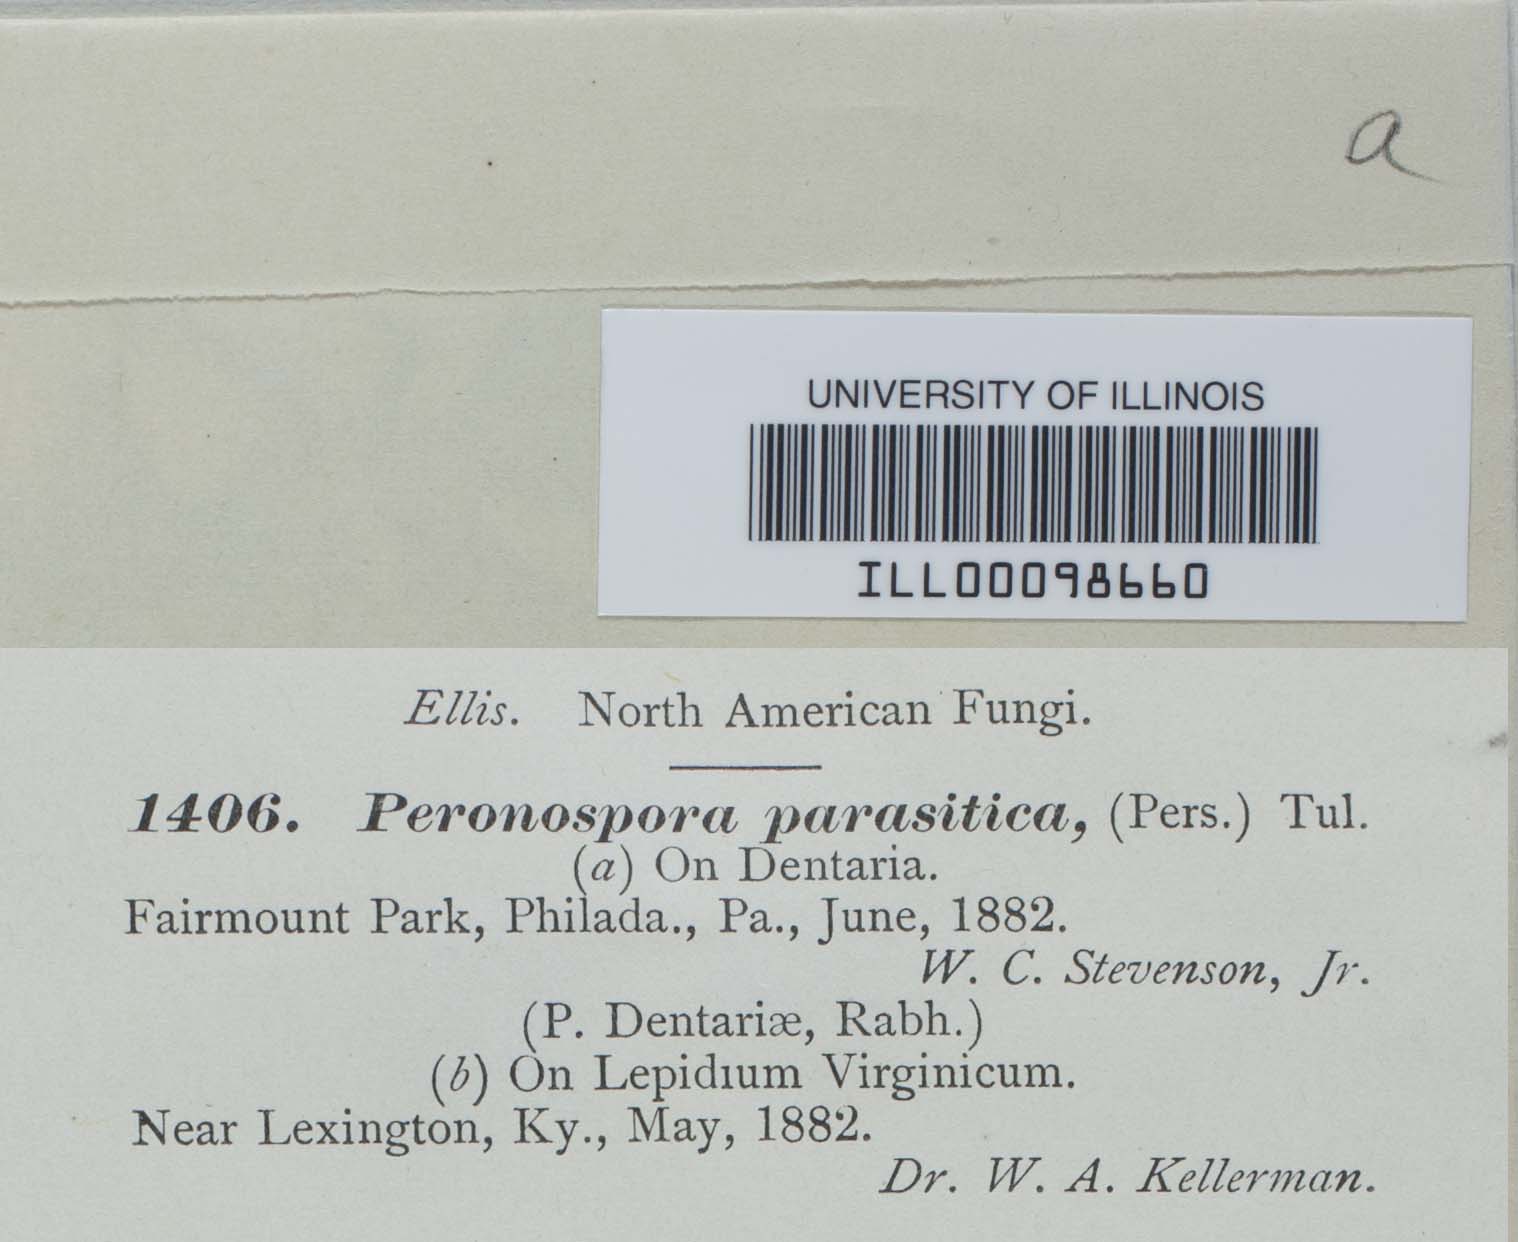 a
UNIVERSITY OF ILLINOIS
ILL00098660
Ellis. North American Fungi.
1406. Peronospora parasitica, (Pers.) Tul.
(a) On Dentaria.
Fairmount Park, Philada., Pa., June, 1882.
W. C. Stevenson, Jr.
(P. Dentariæ, Rabh.)
(b) On Lepidium Virginicum.
Near Lexington, Ky., May, 1882.
Dr. W. A. Kellerman.